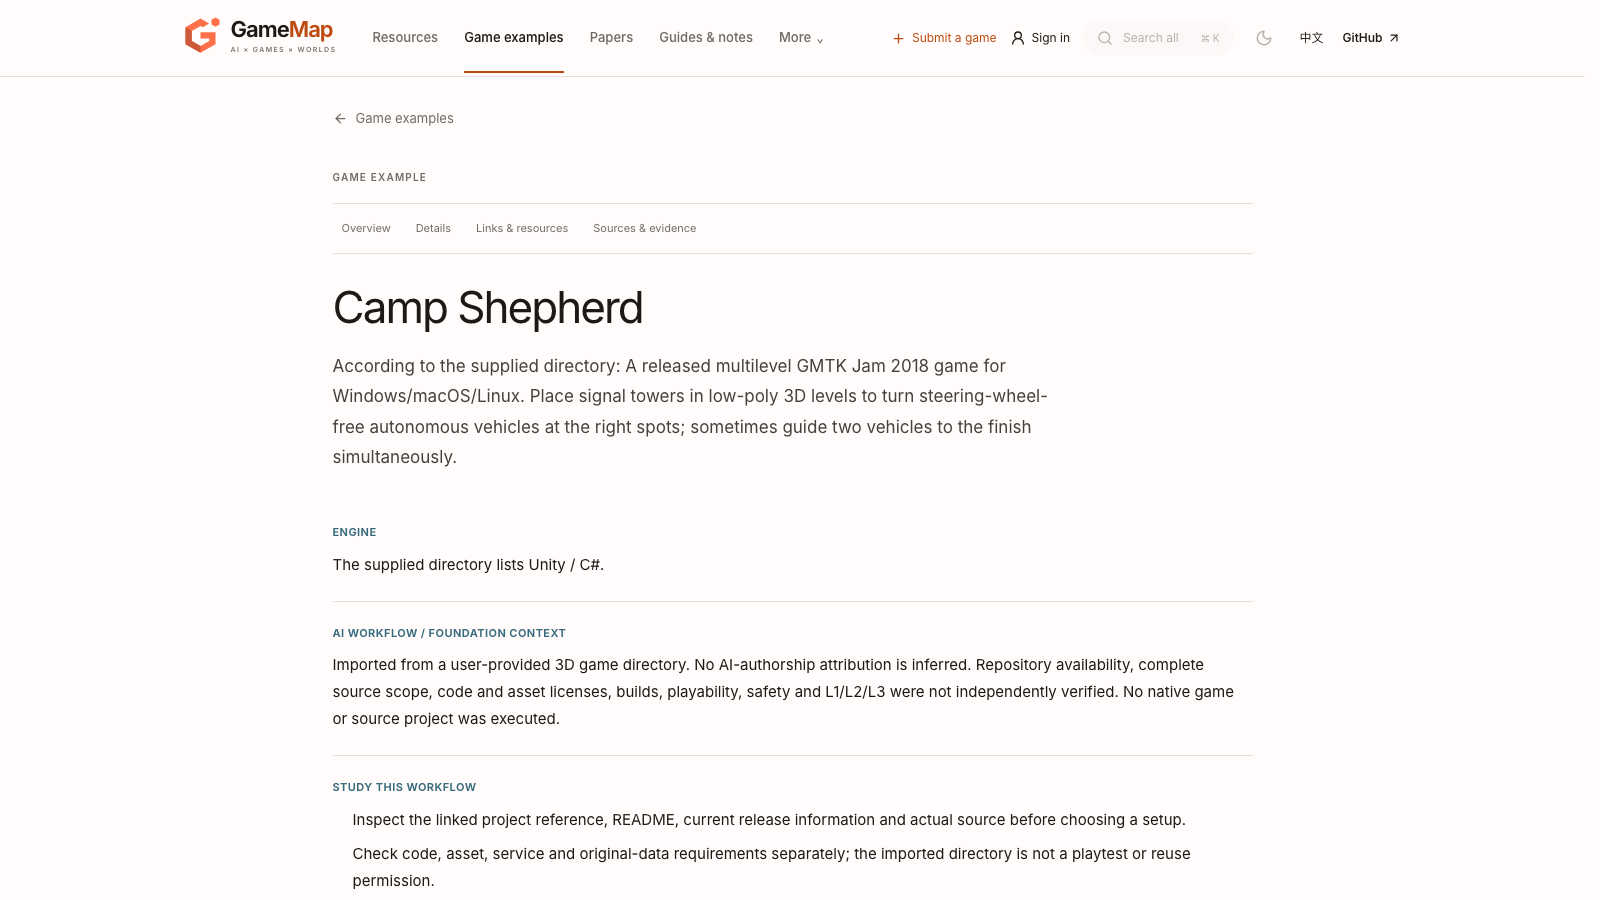 GameMap
AI × GAMES × WORLDS
Resources
Game examples
Papers
Guides & notes
More
Submit a game
Sign in
Search all
⌘ K
中文
GitHub
Game examples
GAME EXAMPLE
Overview
Details
Links & resources
Sources & evidence
Camp Shepherd
According to the supplied directory: A released multilevel GMTK Jam 2018 game for
Windows/macOS/Linux. Place signal towers in low-poly 3D levels to turn steering-wheel-
free autonomous vehicles at the right spots; sometimes guide two vehicles to the finish
simultaneously.
ENGINE
The supplied directory lists Unity / C#.
AI WORKFLOW / FOUNDATION CONTEXT
Imported from a user-provided 3D game directory. No AI-authorship attribution is inferred. Repository availability, complete
source scope, code and asset licenses, builds, playability, safety and L1/L2/L3 were not independently verified. No native game
or source project was executed.
STUDY THIS WORKFLOW
Inspect the linked project reference, README, current release information and actual source before choosing a setup.
Check code, asset, service and original-data requirements separately; the imported directory is not a playtest or reuse
permission.